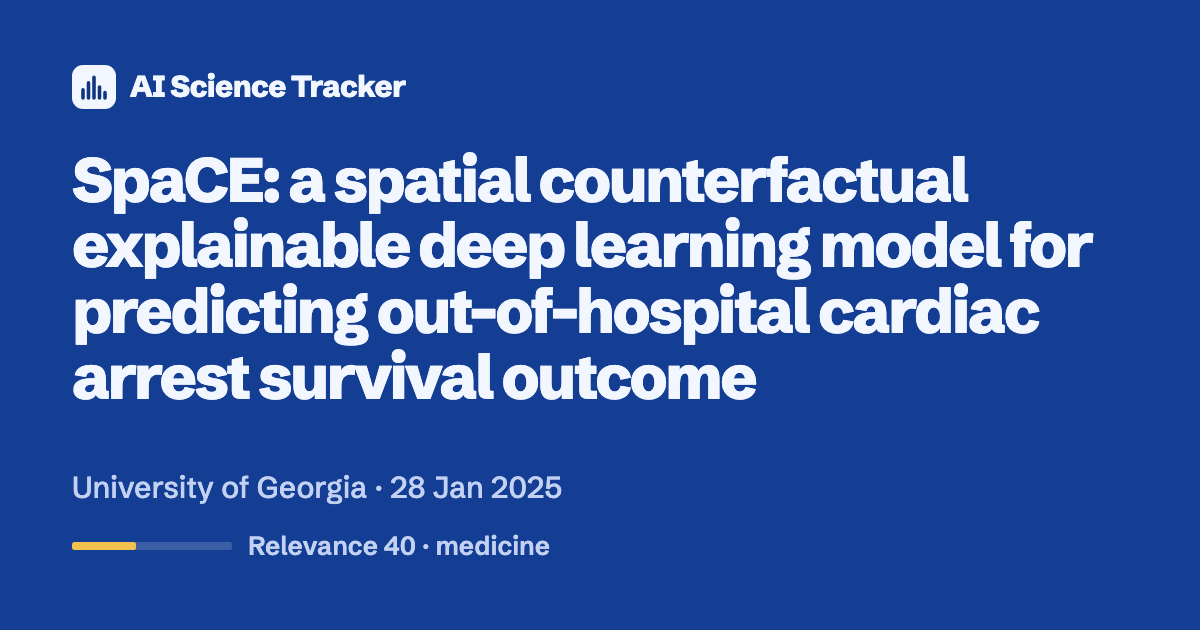 AI Science Tracker
SpaCE: a spatial counterfactual
explainable deep learning model for
predicting out-of-hospital cardiac
arrest survival outcome
University of Georgia · 28 Jan 2025
Relevance 40 · medicine